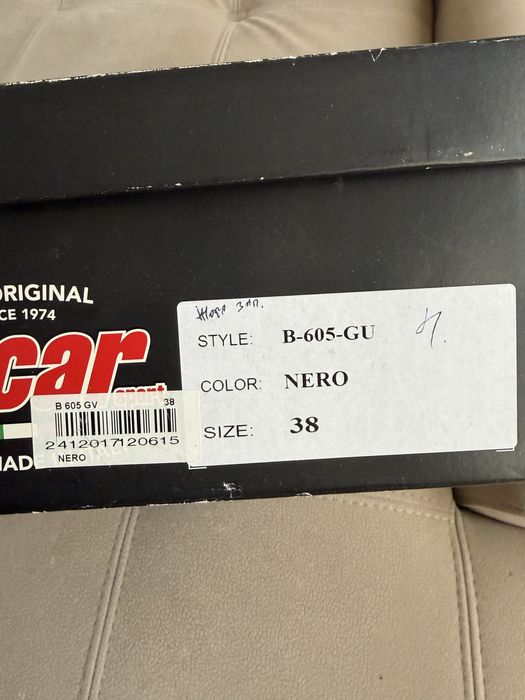 ORIGINAL
CE 1974
car
sport
B 605 GV 38
2412017120615
NERO
STYLE: B-605-GU
COLOR: NERO
SIZE: 38